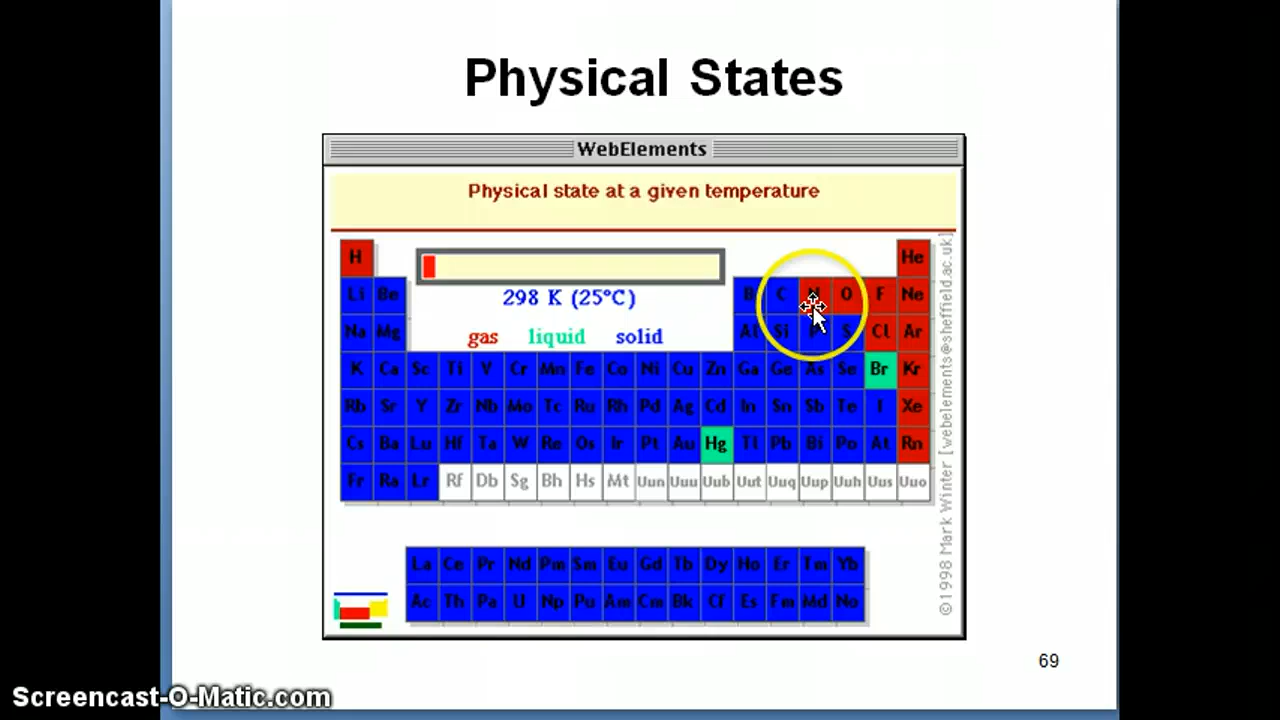 Physical States
WebElements
Physical state at a given temperature
H He
Li Be 298 K (25°C) B C N O F Ne
Na Mg gas liquid solid Al Si P S Cl Ar
K Ca Sc Ti V Cr Mn Fe Co Ni Cu Zn Ga Ge As Se Br Kr
Rb Sr Y Zr Nb Mo Tc Ru Rh Pd Ag Cd In Sn Sb Te I Xe
Cs Ba Lu Hf Ta W Re Os Ir Pt Au Hg Tl Pb Bi Po At Rn
Fr Ra Lr Rf Db Sg Bh Hs Mt Uun Uuu Uub Uut Uuq Uup Uuh Uus Uuo
La Ce Pr Nd Pm Sm Eu Gd Tb Dy Ho Er Tm Yb
Ac Th Pa U Np Pu Am Cm Bk Cf Es Fm Md No
©1998 Mark Winter [webelements@sheffield.ac.uk]
69
Screencast-O-Matic.com